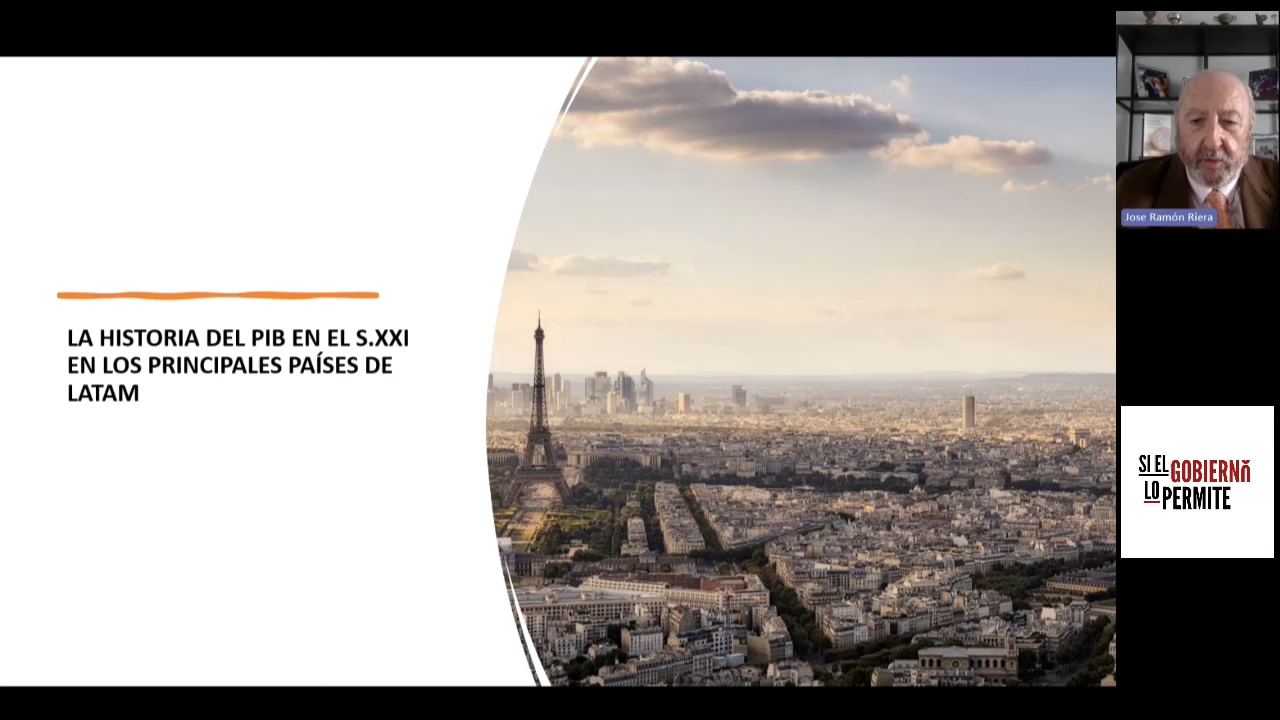 LA HISTORIA DEL PIB EN EL S.XXI
EN LOS PRINCIPALES PAÍSES DE
LATAM
Jose Ramón Riera
SI EL GOBIERNO
LO PERMITE